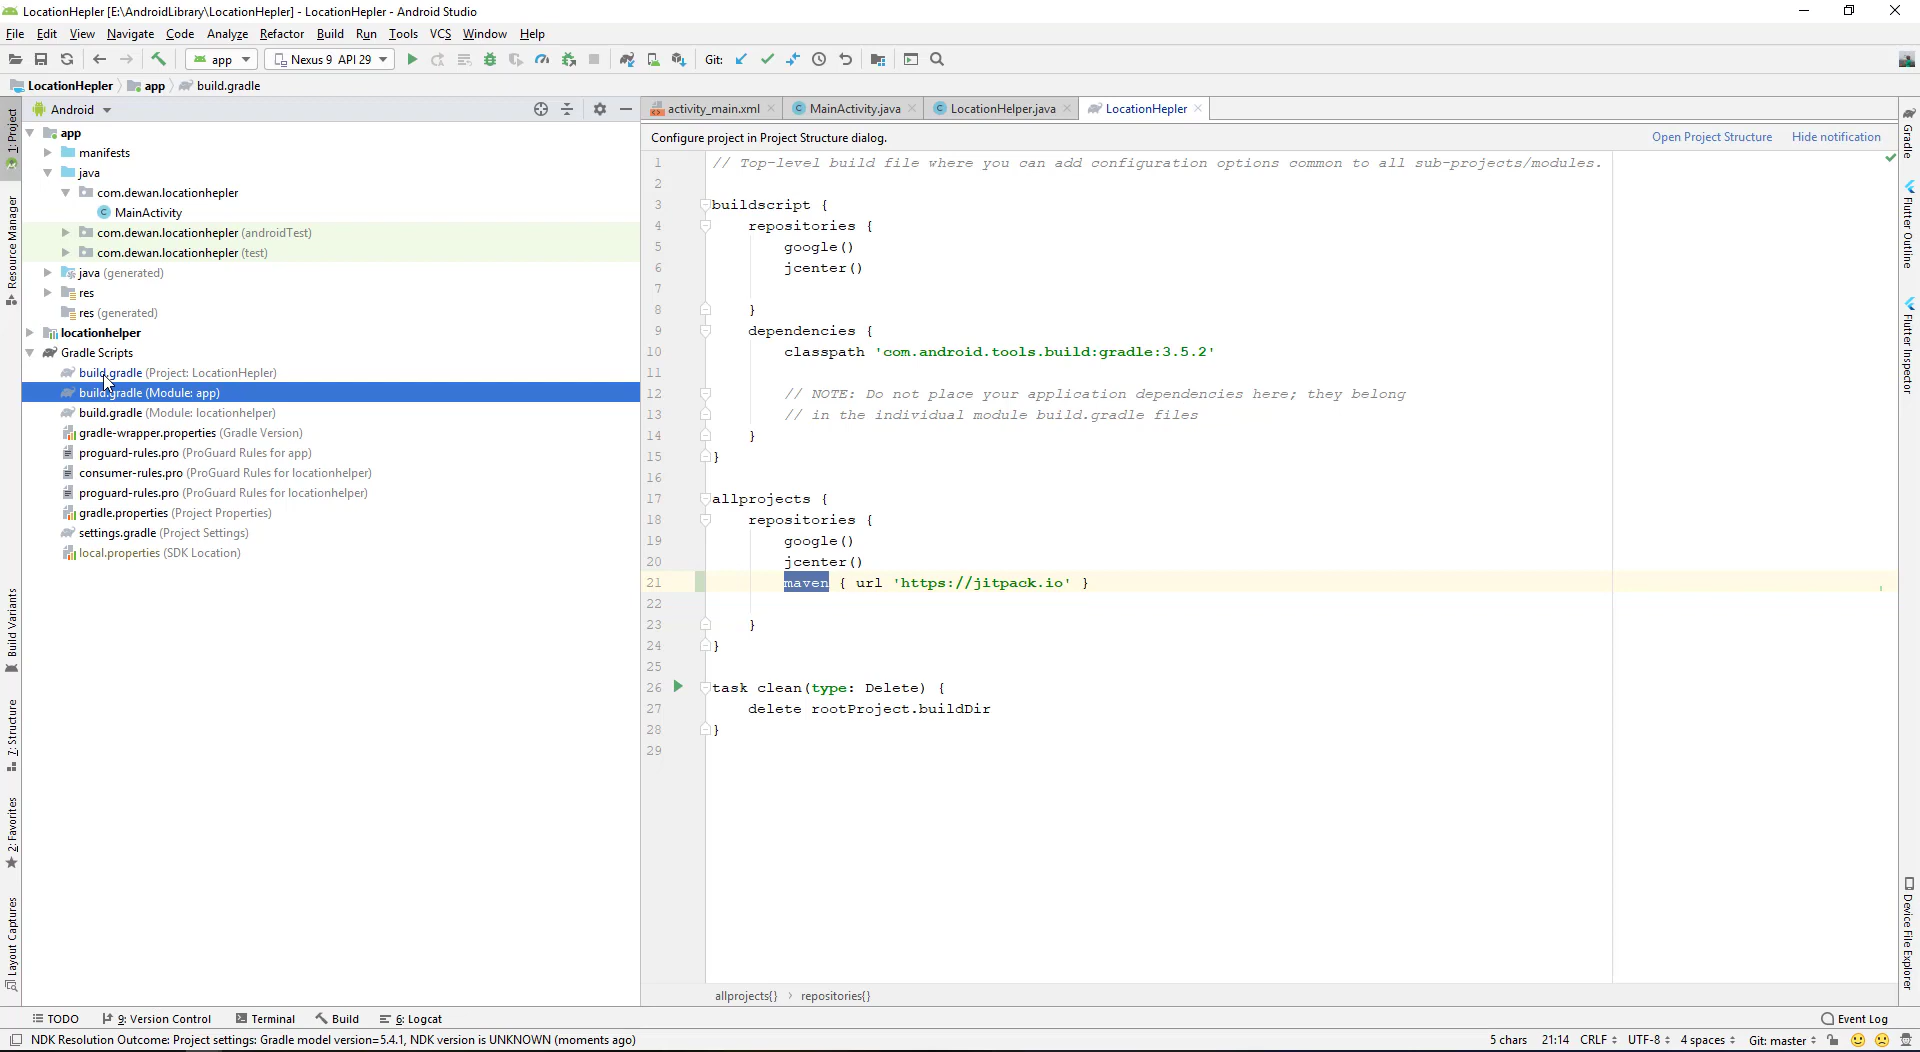 LocationHepler [E:\AndroidLibrary\LocationHepler] - LocationHepler - Android Studio
File Edit View Navigate Code Analyze Refactor Build Run Tools VCS Window Help
app Nexus 9 API 29 Git:
LocationHepler app build.gradle
Android
activity_main.xml MainActivity.java LocationHelper.java LocationHepler
Configure project in Project Structure dialog. Open Project Structure Hide notification
app
manifests
java
com.dewan.locationhepler
MainActivity
com.dewan.locationhepler (androidTest)
com.dewan.locationhepler (test)
java (generated)
res
res (generated)
locationhelper
Gradle Scripts
build.gradle (Project: LocationHepler)
build.gradle (Module: app)
build.gradle (Module: locationhelper)
gradle-wrapper.properties (Gradle Version)
proguard-rules.pro (ProGuard Rules for app)
consumer-rules.pro (ProGuard Rules for locationhelper)
proguard-rules.pro (ProGuard Rules for locationhelper)
gradle.properties (Project Properties)
settings.gradle (Project Settings)
local.properties (SDK Location)
1 // Top-level build file where you can add configuration options common to all sub-projects/modules.
2
3 buildscript {
4 repositories {
5 google()
6 jcenter()
7
8 }
9 dependencies {
10 classpath 'com.android.tools.build:gradle:3.5.2'
11
12 // NOTE: Do not place your application dependencies here; they belong
13 // in the individual module build.gradle files
14 }
15 }
16
17 allprojects {
18 repositories {
19 google()
20 jcenter()
21 maven { url 'https://jitpack.io' }
22
23 }
24 }
25
26 task clean(type: Delete) {
27 delete rootProject.buildDir
28 }
29
allprojects{} › repositories{}
1: Project
Resource Manager
Build Variants
7: Structure
2: Favorites
Layout Captures
Gradle
Flutter Outline
Flutter Inspector
Device File Explorer
TODO 9: Version Control Terminal Build 6: Logcat Event Log
NDK Resolution Outcome: Project settings: Gradle model version=5.4.1, NDK version is UNKNOWN (moments ago) 5 chars 21:14 CRLF UTF-8 4 spaces Git: master